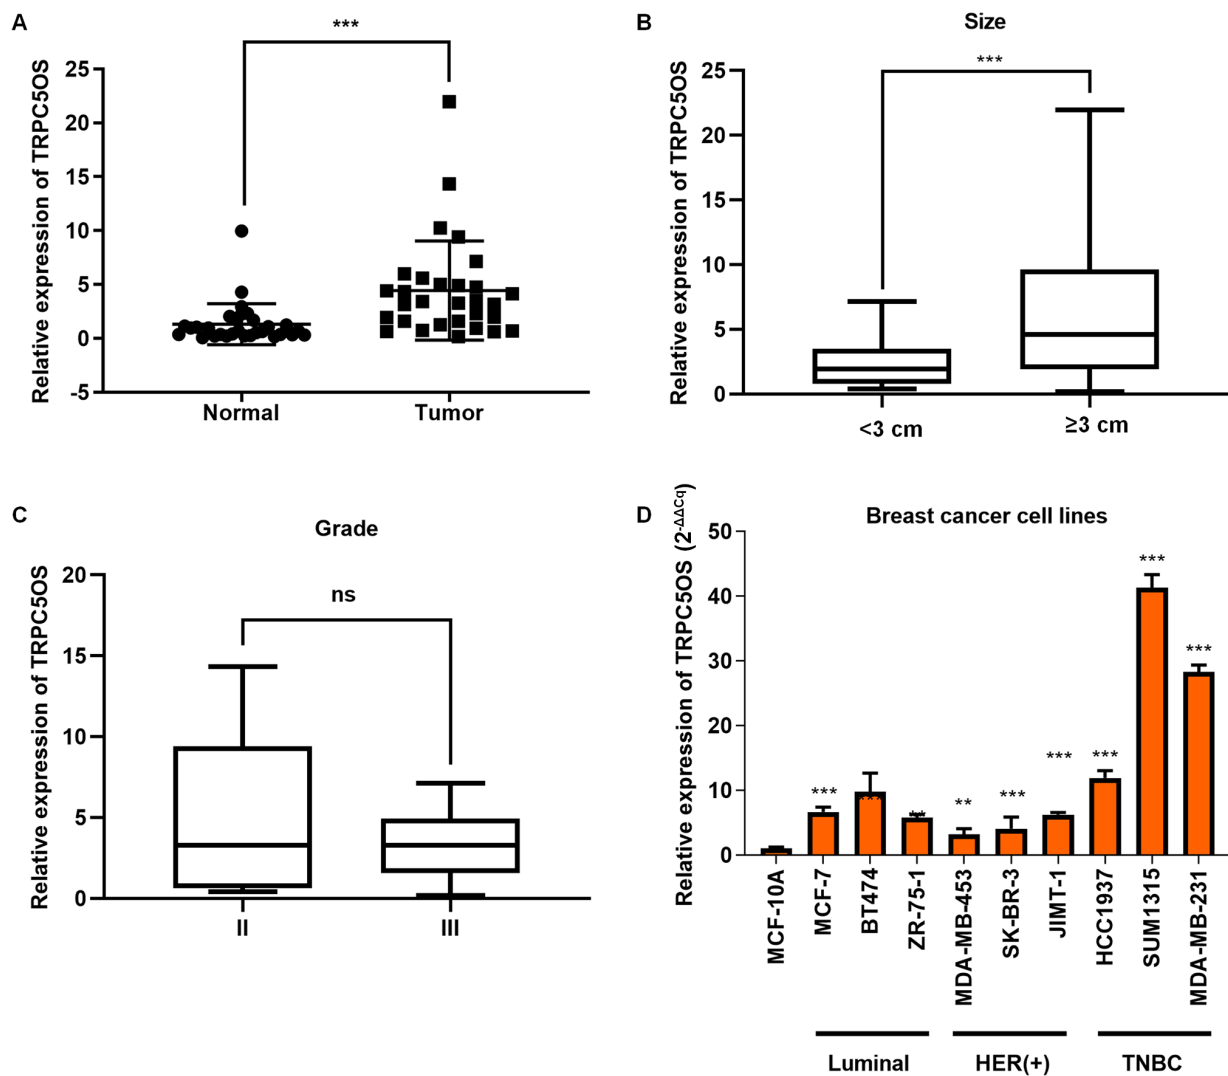 A
***
Relative expression of TRPC5OS
25
20
15
10
5
0
-5
Normal
Tumor
B
Size
***
Relative expression of TRPC5OS
25
20
15
10
5
0
<3 cm
≥3 cm
C
Grade
ns
Relative expression of TRPC5OS
20
15
10
5
0
II
III
D
Breast cancer cell lines
Relative expression of TRPC5OS (2-ΔΔCq)
50
40
30
20
10
0
***
***
**
**
***
***
***
***
***
MCF-10A
MCF-7
BT474
ZR-75-1
MDA-MB-453
SK-BR-3
JIMT-1
HCC1937
SUM1315
MDA-MB-231
Luminal
HER(+)
TNBC